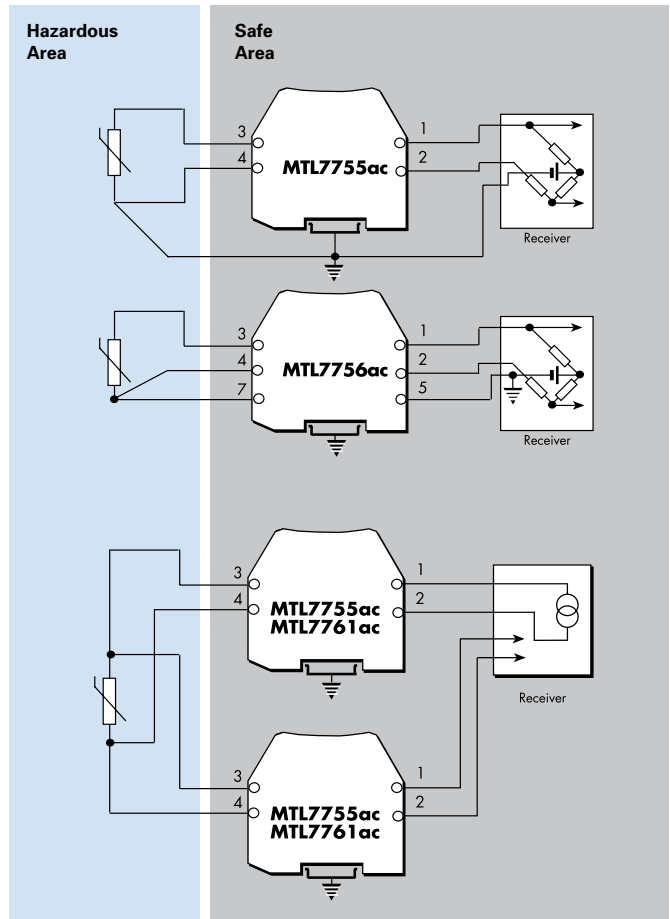 Hazardous
Area
Safe
Area
3
4
MTL7755ac
1
2
Receiver
3
4
7
MTL7756ac
1
2
5
Receiver
3
4
MTL7755ac
MTL7761ac
1
2
Receiver
3
4
MTL7755ac
MTL7761ac
1
2